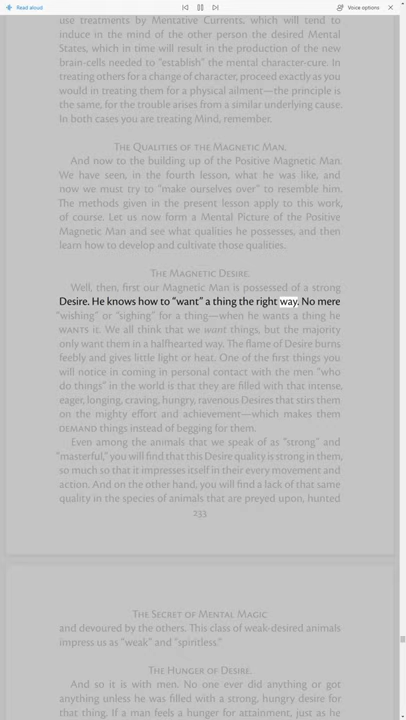 Read aloud
Voice options
use treatments by Mentative Currents, which will tend to
induce in the mind of the other person the desired Mental
States, which in time will result in the production of the new
brain-cells needed to “establish” the mental character-cure. In
treating others for a change of character, proceed exactly as you
would in treating them for a physical ailment—the principle is
the same, for the trouble arises from a similar underlying cause.
In both cases you are treating Mind, remember.
The Qualities of the Magnetic Man.
And now to the building up of the Positive Magnetic Man.
We have seen, in the fourth lesson, what he was like, and
now we must try to “make ourselves over” to resemble him.
The methods given in the present lesson apply to this work,
of course. Let us now form a Mental Picture of the Positive
Magnetic Man and see what qualities he possesses, and then
learn how to develop and cultivate those qualities.
The Magnetic Desire.
Well, then, first our Magnetic Man is possessed of a strong
Desire. He knows how to “want” a thing the right way. No mere
“wishing” or “sighing” for a thing—when he wants a thing he
WANTS it. We all think that we want things, but the majority
only want them in a halfhearted way. The flame of Desire burns
feebly and gives little light or heat. One of the first things you
will notice in coming in personal contact with the men “who
do things” in the world is that they are filled with that intense,
eager, longing, craving, hungry, ravenous Desires that stirs them
on the mighty effort and achievement—which makes them
DEMAND things instead of begging for them.
Even among the animals that we speak of as “strong” and
“masterful,” you will find that this Desire quality is strong in them,
so much so that it impresses itself in their every movement and
action. And on the other hand, you will find a lack of that same
quality in the species of animals that are preyed upon, hunted
233
The Secret of Mental Magic
and devoured by the others. This class of weak-desired animals
impress us as “weak” and “spiritless.”
The Hunger of Desire.
And so it is with men. No one ever did anything or got
anything unless he was filled with a strong, hungry desire for
that thing. If a man feels a hunger for attainment, just as he